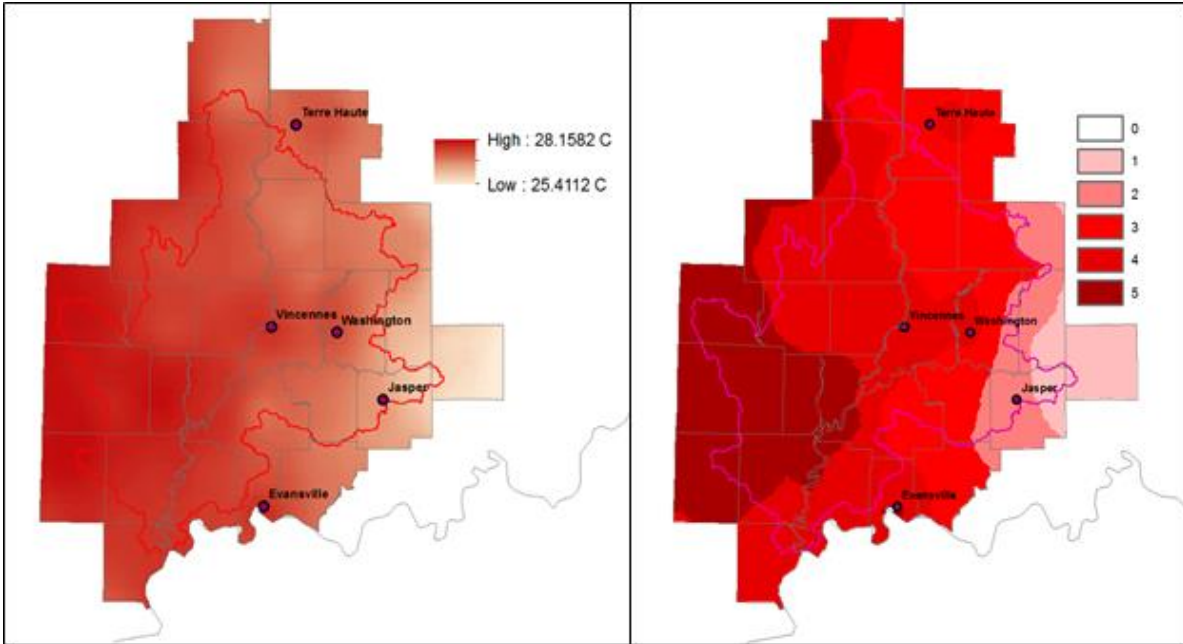 Terre Haute
High : 28.1582 C
Low : 25.4112 C
Vincennes
Washington
Jasper
Evansville
Terre Haute
0
1
2
3
4
5
Vincennes
Washington
Jasper
Evansville